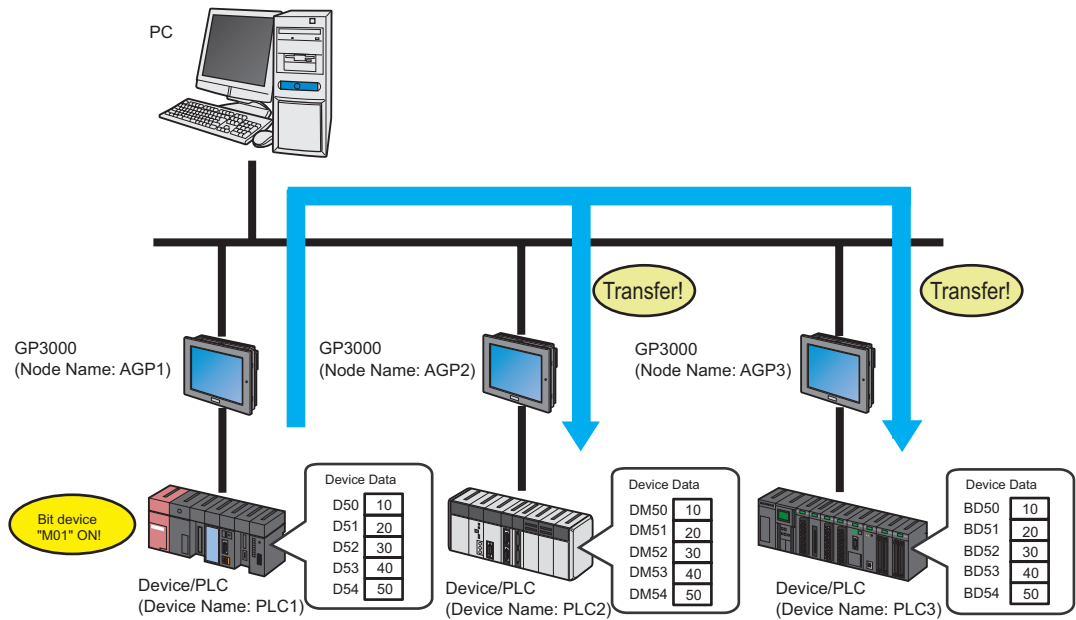 PC
Transfer!
Transfer!
GP3000
(Node Name: AGP1)
GP3000
(Node Name: AGP2)
GP3000
(Node Name: AGP3)
Bit device
"M01" ON!
Device Data
D50 10
D51 20
D52 30
D53 40
D54 50
Device/PLC
(Device Name: PLC1)
Device Data
DM50 10
DM51 20
DM52 30
DM53 40
DM54 50
Device/PLC
(Device Name: PLC2)
Device Data
BD50 10
BD51 20
BD52 30
BD53 40
BD54 50
Device/PLC
(Device Name: PLC3)